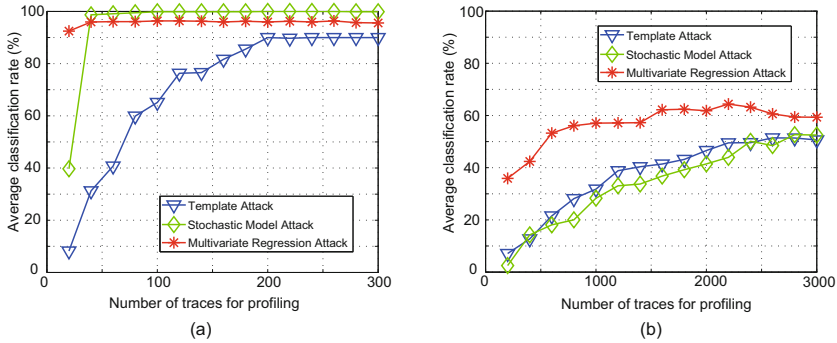 100
80
60
40
20
0
Average classification rate (%)
Template Attack
Stochastic Model Attack
Multivariate Regression Attack
0
100
200
300
Number of traces for profiling
(a)
100
80
60
40
20
0
Average classification rate (%)
Template Attack
Stochastic Model Attack
Multivariate Regression Attack
0
1000
2000
3000
Number of traces for profiling
(b)